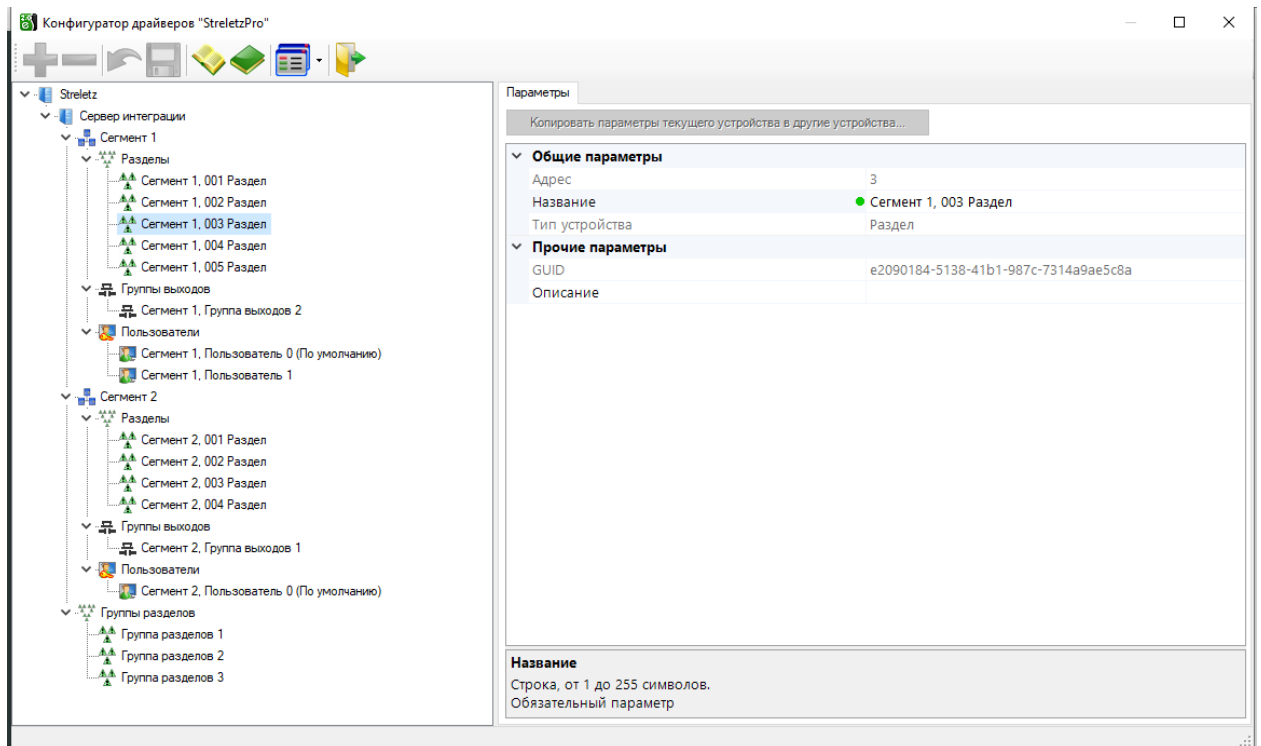 Конфигуратор драйверов "StreletzPro"
Streletz
Сервер интеграции
Сегмент 1
Разделы
Сегмент 1, 001 Раздел
Сегмент 1, 002 Раздел
Сегмент 1, 003 Раздел
Сегмент 1, 004 Раздел
Сегмент 1, 005 Раздел
Группы выходов
Сегмент 1, Группа выходов 2
Пользователи
Сегмент 1, Пользователь 0 (По умолчанию)
Сегмент 1, Пользователь 1
Сегмент 2
Разделы
Сегмент 2, 001 Раздел
Сегмент 2, 002 Раздел
Сегмент 2, 003 Раздел
Сегмент 2, 004 Раздел
Группы выходов
Сегмент 2, Группа выходов 1
Пользователи
Сегмент 2, Пользователь 0 (По умолчанию)
Группы разделов
Группа разделов 1
Группа разделов 2
Группа разделов 3
Параметры
Копировать параметры текущего устройства в другие устройства...
Общие параметры
Адрес 3
Название Сегмент 1, 003 Раздел
Тип устройства Раздел
Прочие параметры
GUID e2090184-5138-41b1-987c-7314a9ae5c8a
Описание
Название
Строка, от 1 до 255 символов.
Обязательный параметр